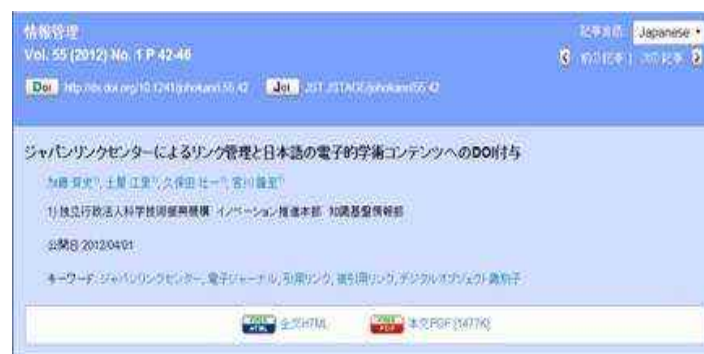 情報管理
Vol. 55 (2012) No. 1 P 42-46
記事言語: Japanese
前の記事 | 次の記事
DOI http://dx.doi.org/10.1241/johokanri.55.42 JOI JST.JSTAGE/johokanri/55.42
ジャパンリンクセンターによるリンク管理と日本語の電子的学術コンテンツへのDOI付与
加藤 斉史1), 土屋 江里1), 久保田 壮一1), 宮川 謹至1)
1) 独立行政法人科学技術振興機構 イノベーション推進本部 知識基盤情報部
公開日 2012/04/01
キーワード: ジャパンリンクセンター, 電子ジャーナル, 引用リンク, 被引用リンク, デジタルオブジェクト識別子
全文HTML 本文PDF [1477K]